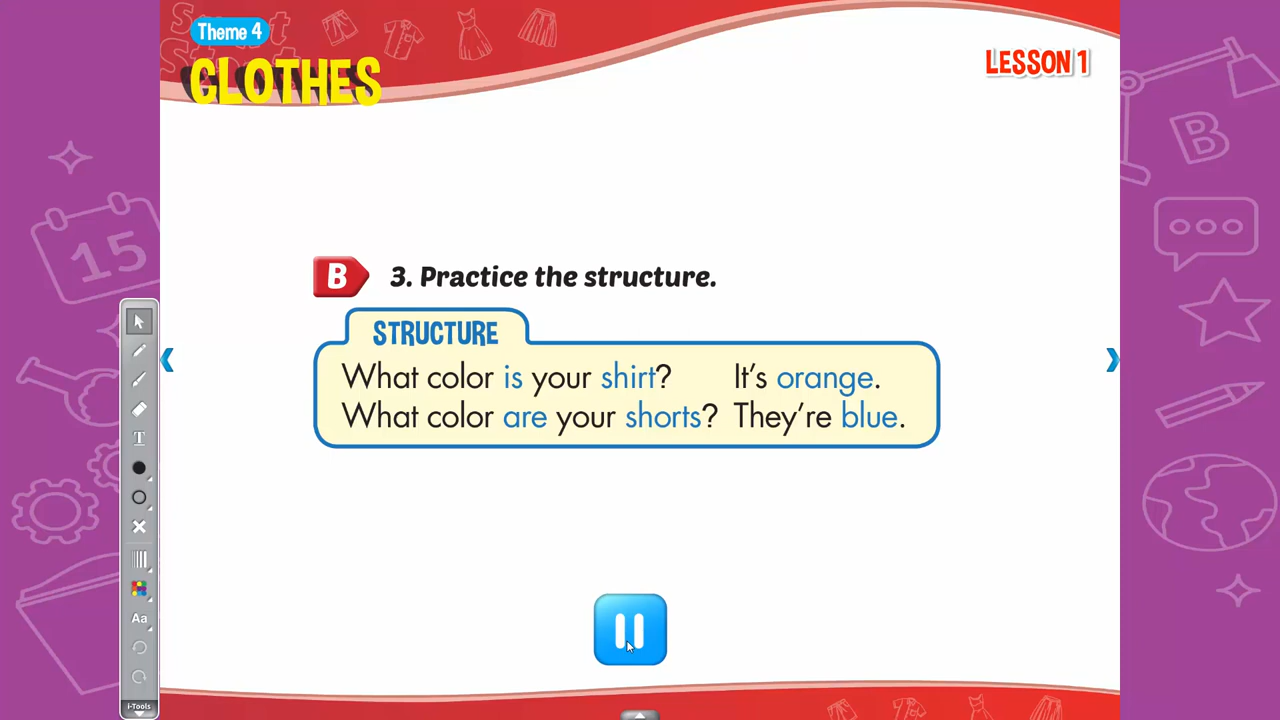 Theme 4
CLOTHES
LESSON 1
B 3. Practice the structure.
STRUCTURE
What color is your shirt? It's orange.
What color are your shorts? They're blue.
15
B
T
Aa
i-Tools